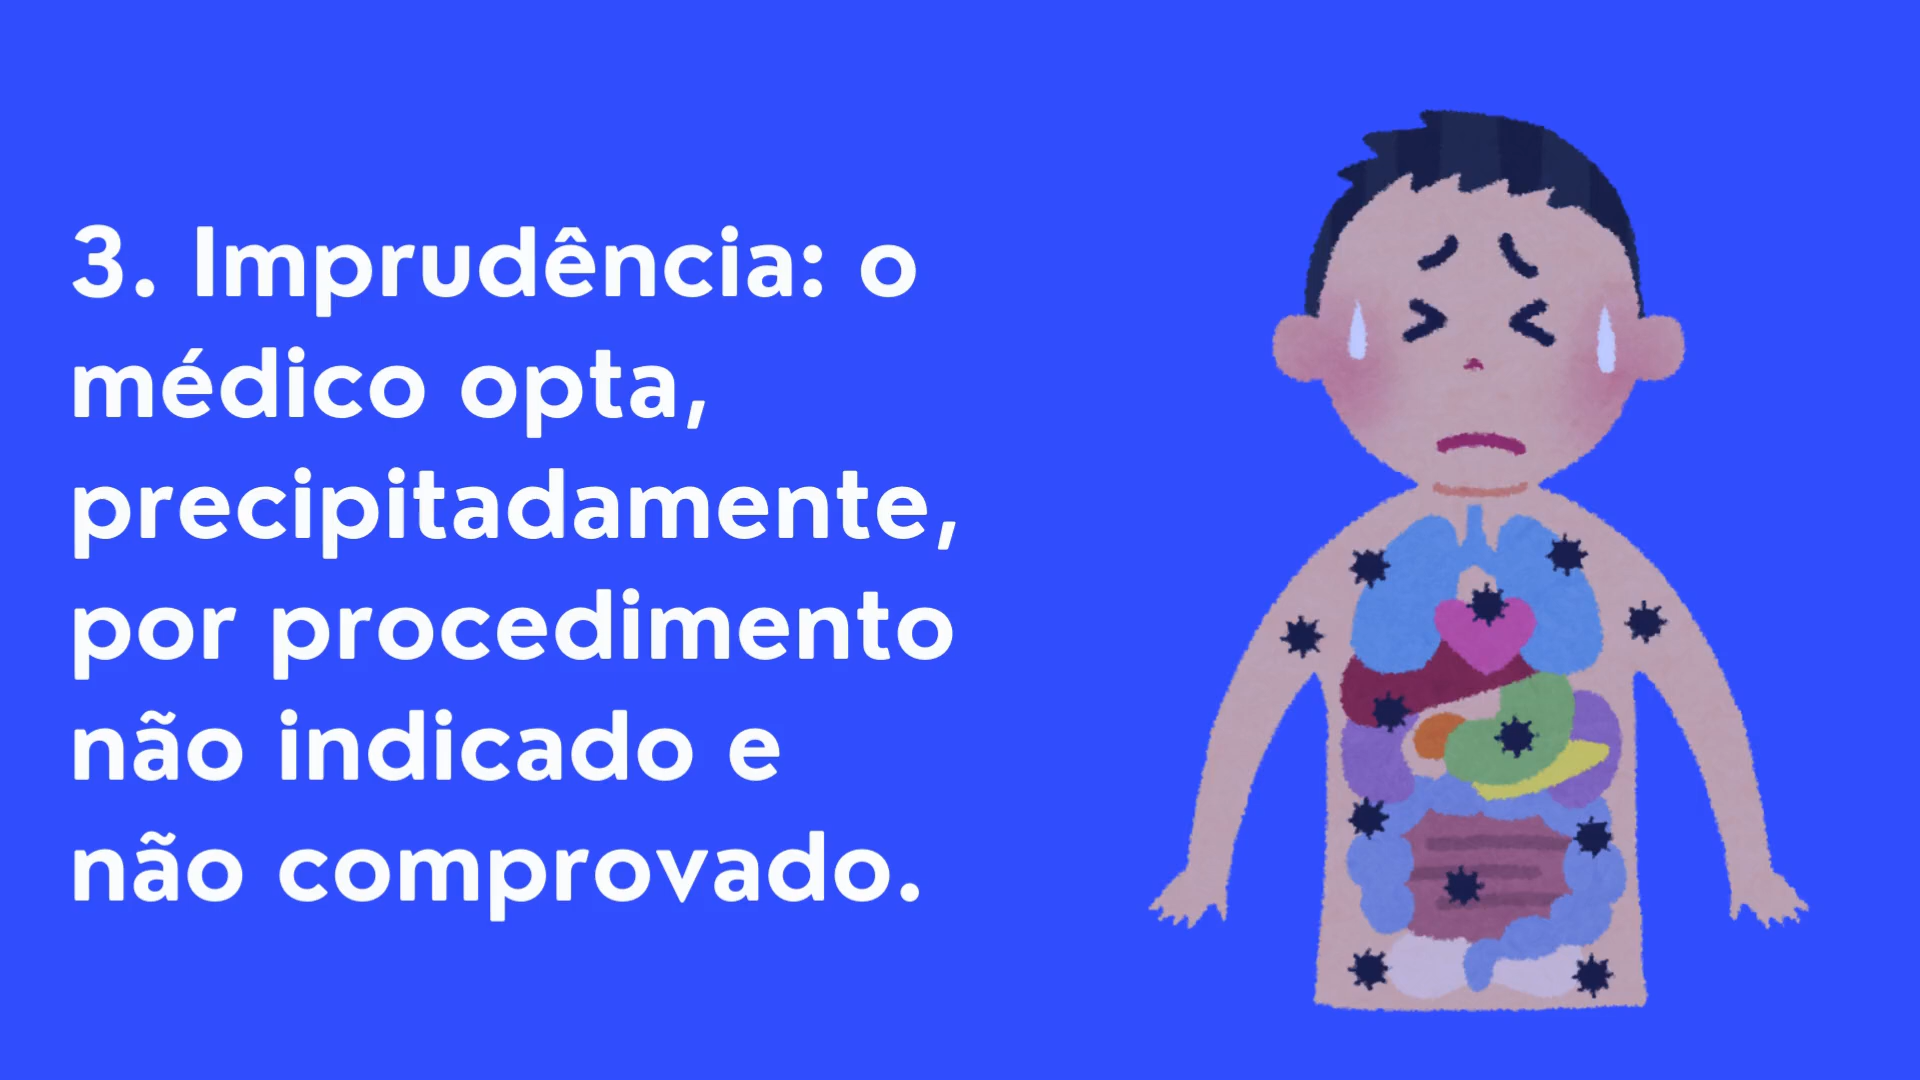 3. Imprudência: o
médico opta,
precipitadamente,
por procedimento
não indicado e
não comprovado.